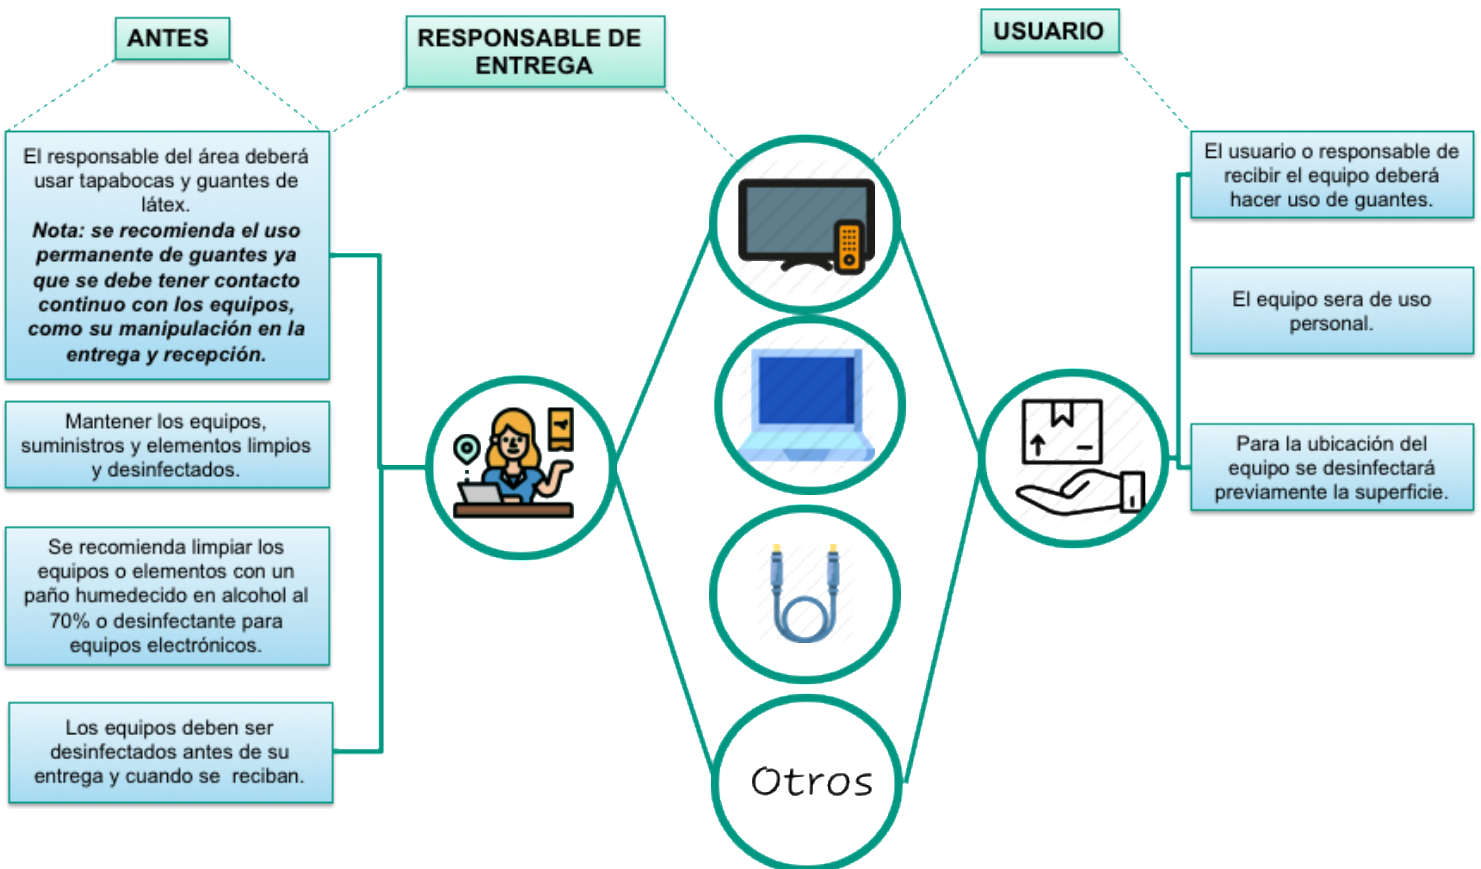 ANTES
RESPONSABLE DE
ENTREGA
USUARIO
El responsable del área deberá
usar tapabocas y guantes de
látex.
Nota: se recomienda el uso
permanente de guantes ya
que se debe tener contacto
continuo con los equipos,
como su manipulación en la
entrega y recepción.
Mantener los equipos,
suministros y elementos limpios
y desinfectados.
Se recomienda limpiar los
equipos o elementos con un
paño humedecido en alcohol al
70% o desinfectante para
equipos electrónicos.
Los equipos deben ser
desinfectados antes de su
entrega y cuando se reciban.
Otros
El usuario o responsable de
recibir el equipo deberá
hacer uso de guantes.
El equipo sera de uso
personal.
Para la ubicación del
equipo se desinfectará
previamente la superficie.